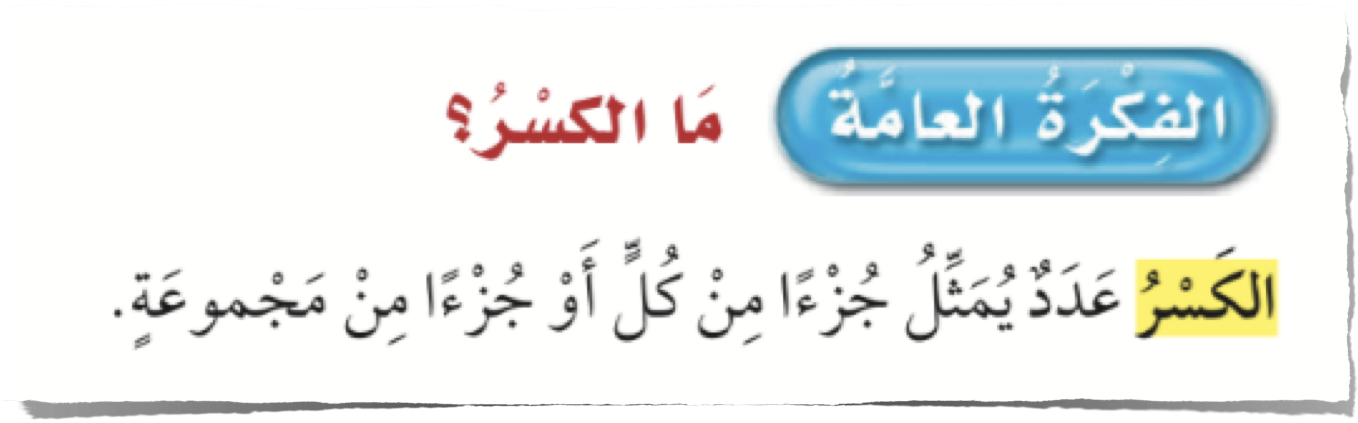 الفِكْرَةُ العامَّةُ مَا الكسْرُ؟
الكَسْرُ عَدَدٌ يُمَثِّلُ جُزْءًا مِنْ كُلٍّ أَوْ جُزْءًا مِنْ مَجْموعَةٍ.